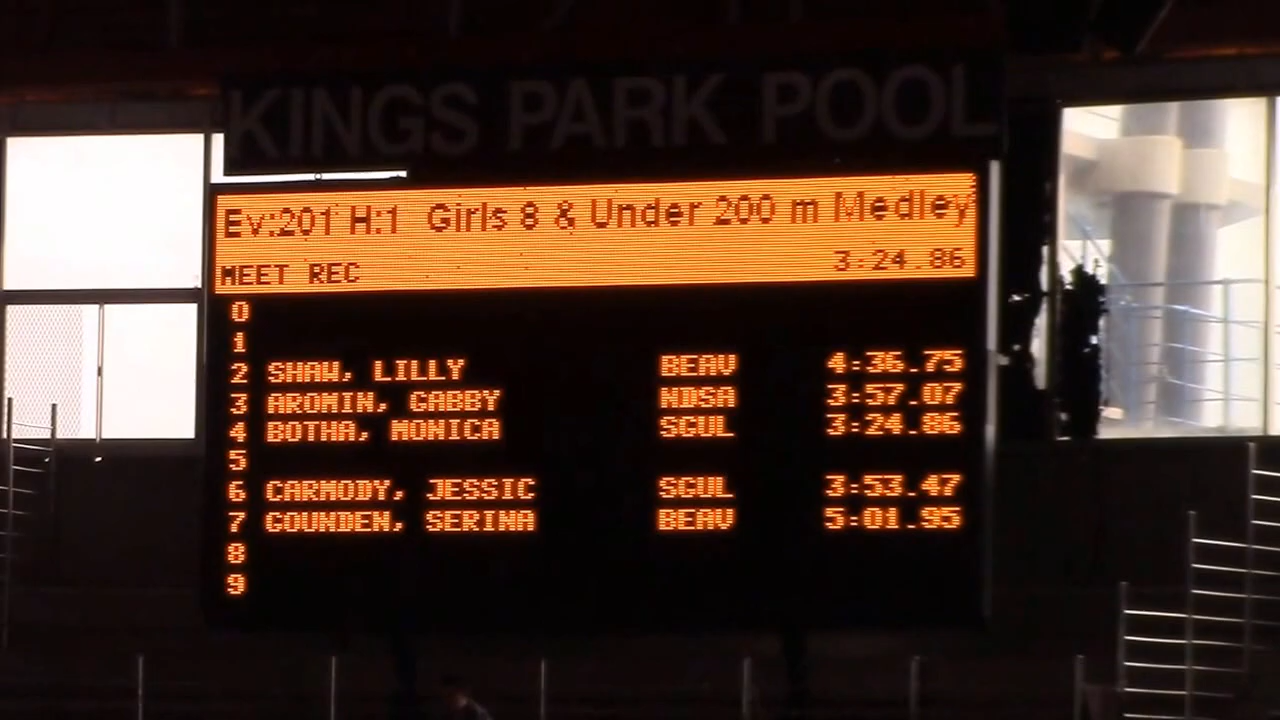 KINGS PARK POOL
Ev:201 H:1 Girls 8 & Under 200 m Medley
MEET REC 3:24.86
0
1
2 SHAW, LILLY BEAV 4:36.75
3 AROMIN, GABBY NDSA 3:57.07
4 BOTHA, MONICA SGUL 3:24.86
5
6 CARMODY, JESSIC SGUL 3:53.47
7 GOUNDEN, SERINA BEAV 5:01.95
8
9